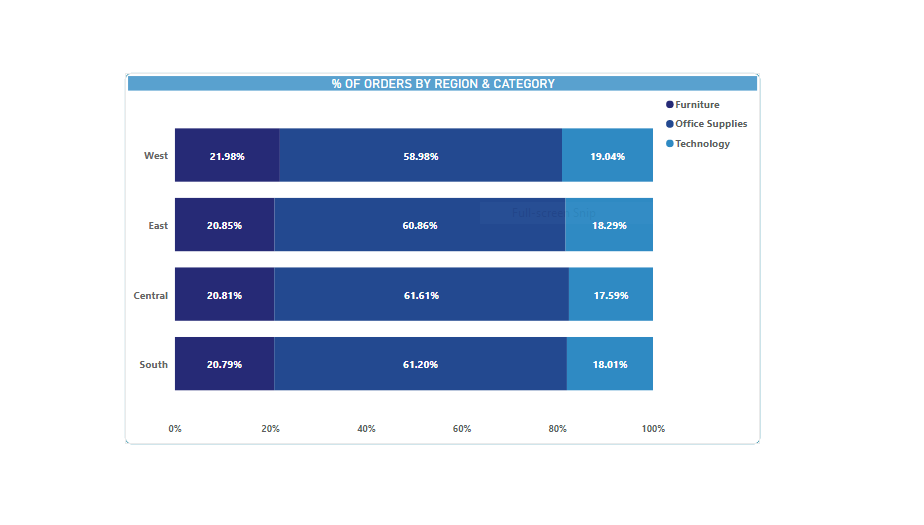 % OF ORDERS BY REGION & CATEGORY
Furniture
Office Supplies
Technology
West 21.98% 58.98% 19.04%
East 20.85% 60.86% 18.29%
Central 20.81% 61.61% 17.59%
South 20.79% 61.20% 18.01%
0% 20% 40% 60% 80% 100%